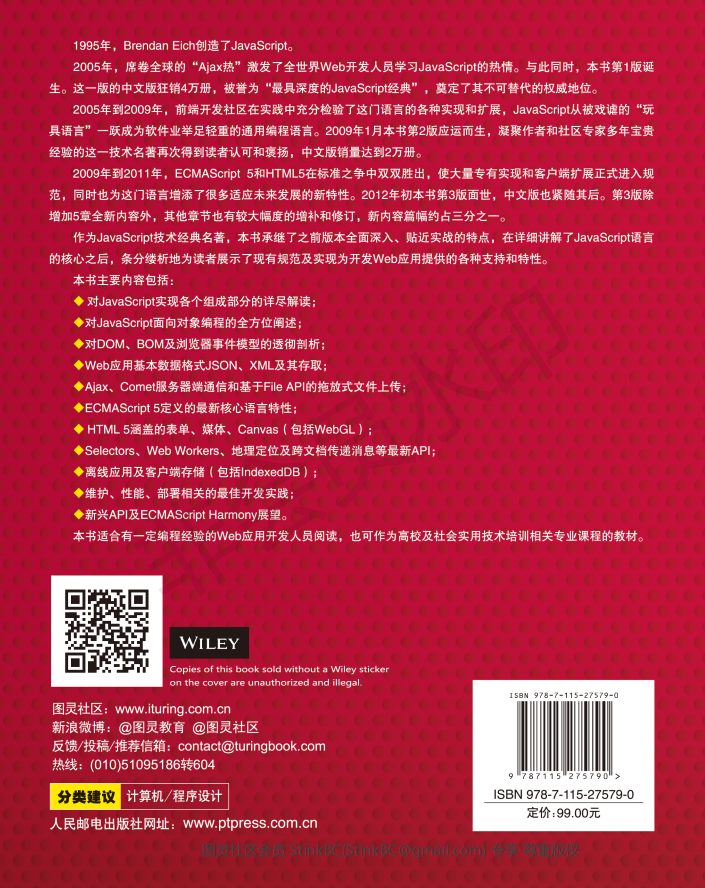 1995年，Brendan Eich创造了JavaScript。
2005年，席卷全球的“Ajax热”激发了全世界Web开发人员学习JavaScript的热情。与此同时，本书第1版诞
生。这一版的中文版狂销4万册，被誉为“最具深度的JavaScript经典”，奠定了其不可替代的权威地位。
2005年到2009年，前端开发社区在实践中充分检验了这门语言的各种实现和扩展，JavaScript从被戏谑的“玩
具语言”一跃成为软件业举足轻重的通用编程语言。2009年1月本书第2版应运而生，凝聚作者和社区专家多年宝贵
经验的这一技术名著再次得到读者认可和褒扬，中文版销量达到2万册。
2009年到2011年，ECMAScript 5和HTML5在标准之争中双双胜出，使大量专有实现和客户端扩展正式进入规
范，同时也为这门语言增添了很多适应未来发展的新特性。2012年初本书第3版面世，中文版也紧随其后。第3版除
增加5章全新内容外，其他章节也有较大幅度的增补和修订，新内容篇幅约占三分之一。
作为JavaScript技术经典名著，本书承继了之前版本全面深入、贴近实战的特点，在详细讲解了JavaScript语言
的核心之后，条分缕析地为读者展示了现有规范及实现为开发Web应用提供的各种支持和特性。
本书主要内容包括：
◆ 对JavaScript实现各个组成部分的详尽解读；
◆对JavaScript面向对象编程的全方位阐述；
◆对DOM、BOM及浏览器事件模型的透彻剖析；
◆Web应用基本数据格式JSON、XML及其存取；
◆Ajax、Comet服务器端通信和基于File API的拖放式文件上传；
◆ECMAScript 5定义的最新核心语言特性；
◆ HTML 5涵盖的表单、媒体、Canvas（包括WebGL）；
◆Selectors、Web Workers、地理定位及跨文档传递消息等最新API；
◆离线应用及客户端存储（包括IndexedDB）；
◆维护、性能、部署相关的最佳开发实践；
◆新兴API及ECMAScript Harmony展望。
本书适合有一定编程经验的Web应用开发人员阅读，也可作为高校及社会实用技术培训相关专业课程的教材。
WILEY
Copies of this book sold without a Wiley sticker
on the cover are unauthorized and illegal.
图灵社区：www.ituring.com.cn
新浪微博：@图灵教育 @图灵社区
反馈/投稿/推荐信箱：contact@turingbook.com
热线：(010)51095186转604
分类建议 计算机/程序设计
人民邮电出版社网址：www.ptpress.com.cn
ISBN 978-7-115-27579-0
9 787115 275790 >
ISBN 978-7-115-27579-0
定价：99.00元